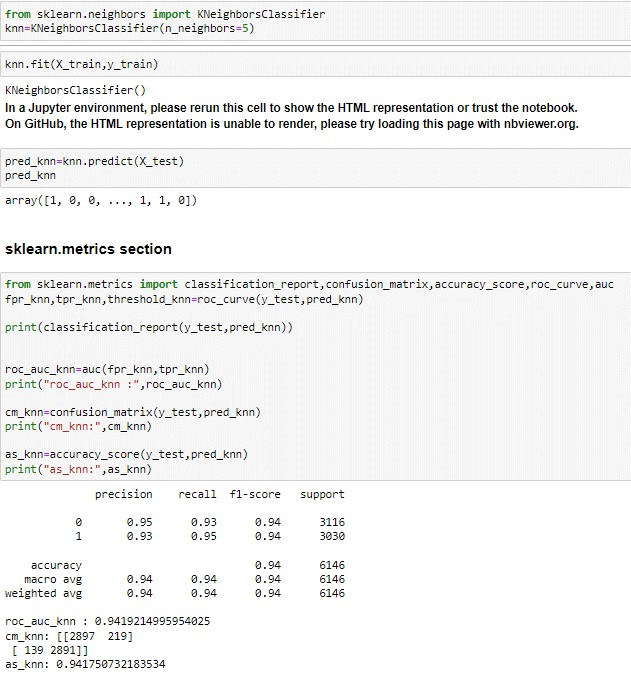 from sklearn.neighbors import KNeighborsClassifier
knn=KNeighborsClassifier(n_neighbors=5)
knn.fit(X_train,y_train)
KNeighborsClassifier()
In a Jupyter environment, please rerun this cell to show the HTML representation or trust the notebook.
On GitHub, the HTML representation is unable to render, please try loading this page with nbviewer.org.
pred_knn=knn.predict(X_test)
pred_knn
array([1, 0, 0, ..., 1, 1, 0])
sklearn.metrics section
from sklearn.metrics import classification_report,confusion_matrix,accuracy_score,roc_curve,auc
fpr_knn,tpr_knn,threshold_knn=roc_curve(y_test,pred_knn)
print(classification_report(y_test,pred_knn))
roc_auc_knn=auc(fpr_knn,tpr_knn)
print("roc_auc_knn :",roc_auc_knn)
cm_knn=confusion_matrix(y_test,pred_knn)
print("cm_knn:",cm_knn)
as_knn=accuracy_score(y_test,pred_knn)
print("as_knn:",as_knn)
precision recall f1-score support
0 0.95 0.93 0.94 3116
1 0.93 0.95 0.94 3030
accuracy 0.94 6146
macro avg 0.94 0.94 0.94 6146
weighted avg 0.94 0.94 0.94 6146
roc_auc_knn : 0.9419214995954025
cm_knn: [[2897 219]
[ 139 2891]]
as_knn: 0.941750732183534